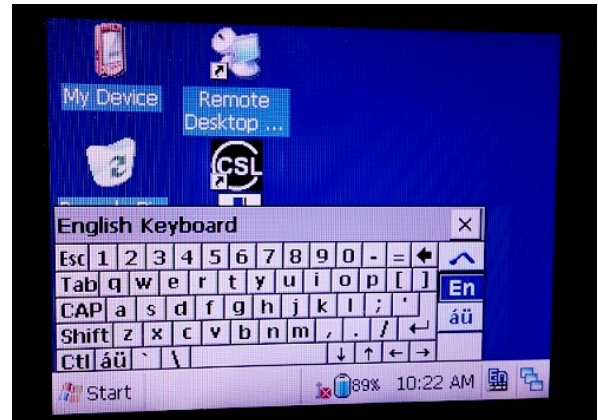 My Device
Remote
Desktop ...
CSL
English Keyboard
Esc 1 2 3 4 5 6 7 8 9 0 - =
Tab q w e r t y u i o p [ ]
En
CAP a s d f g h j k l ; '
áü
Shift z x c v b n m , . /
Ctl áü ` \
Start
89%
10:22 AM
En